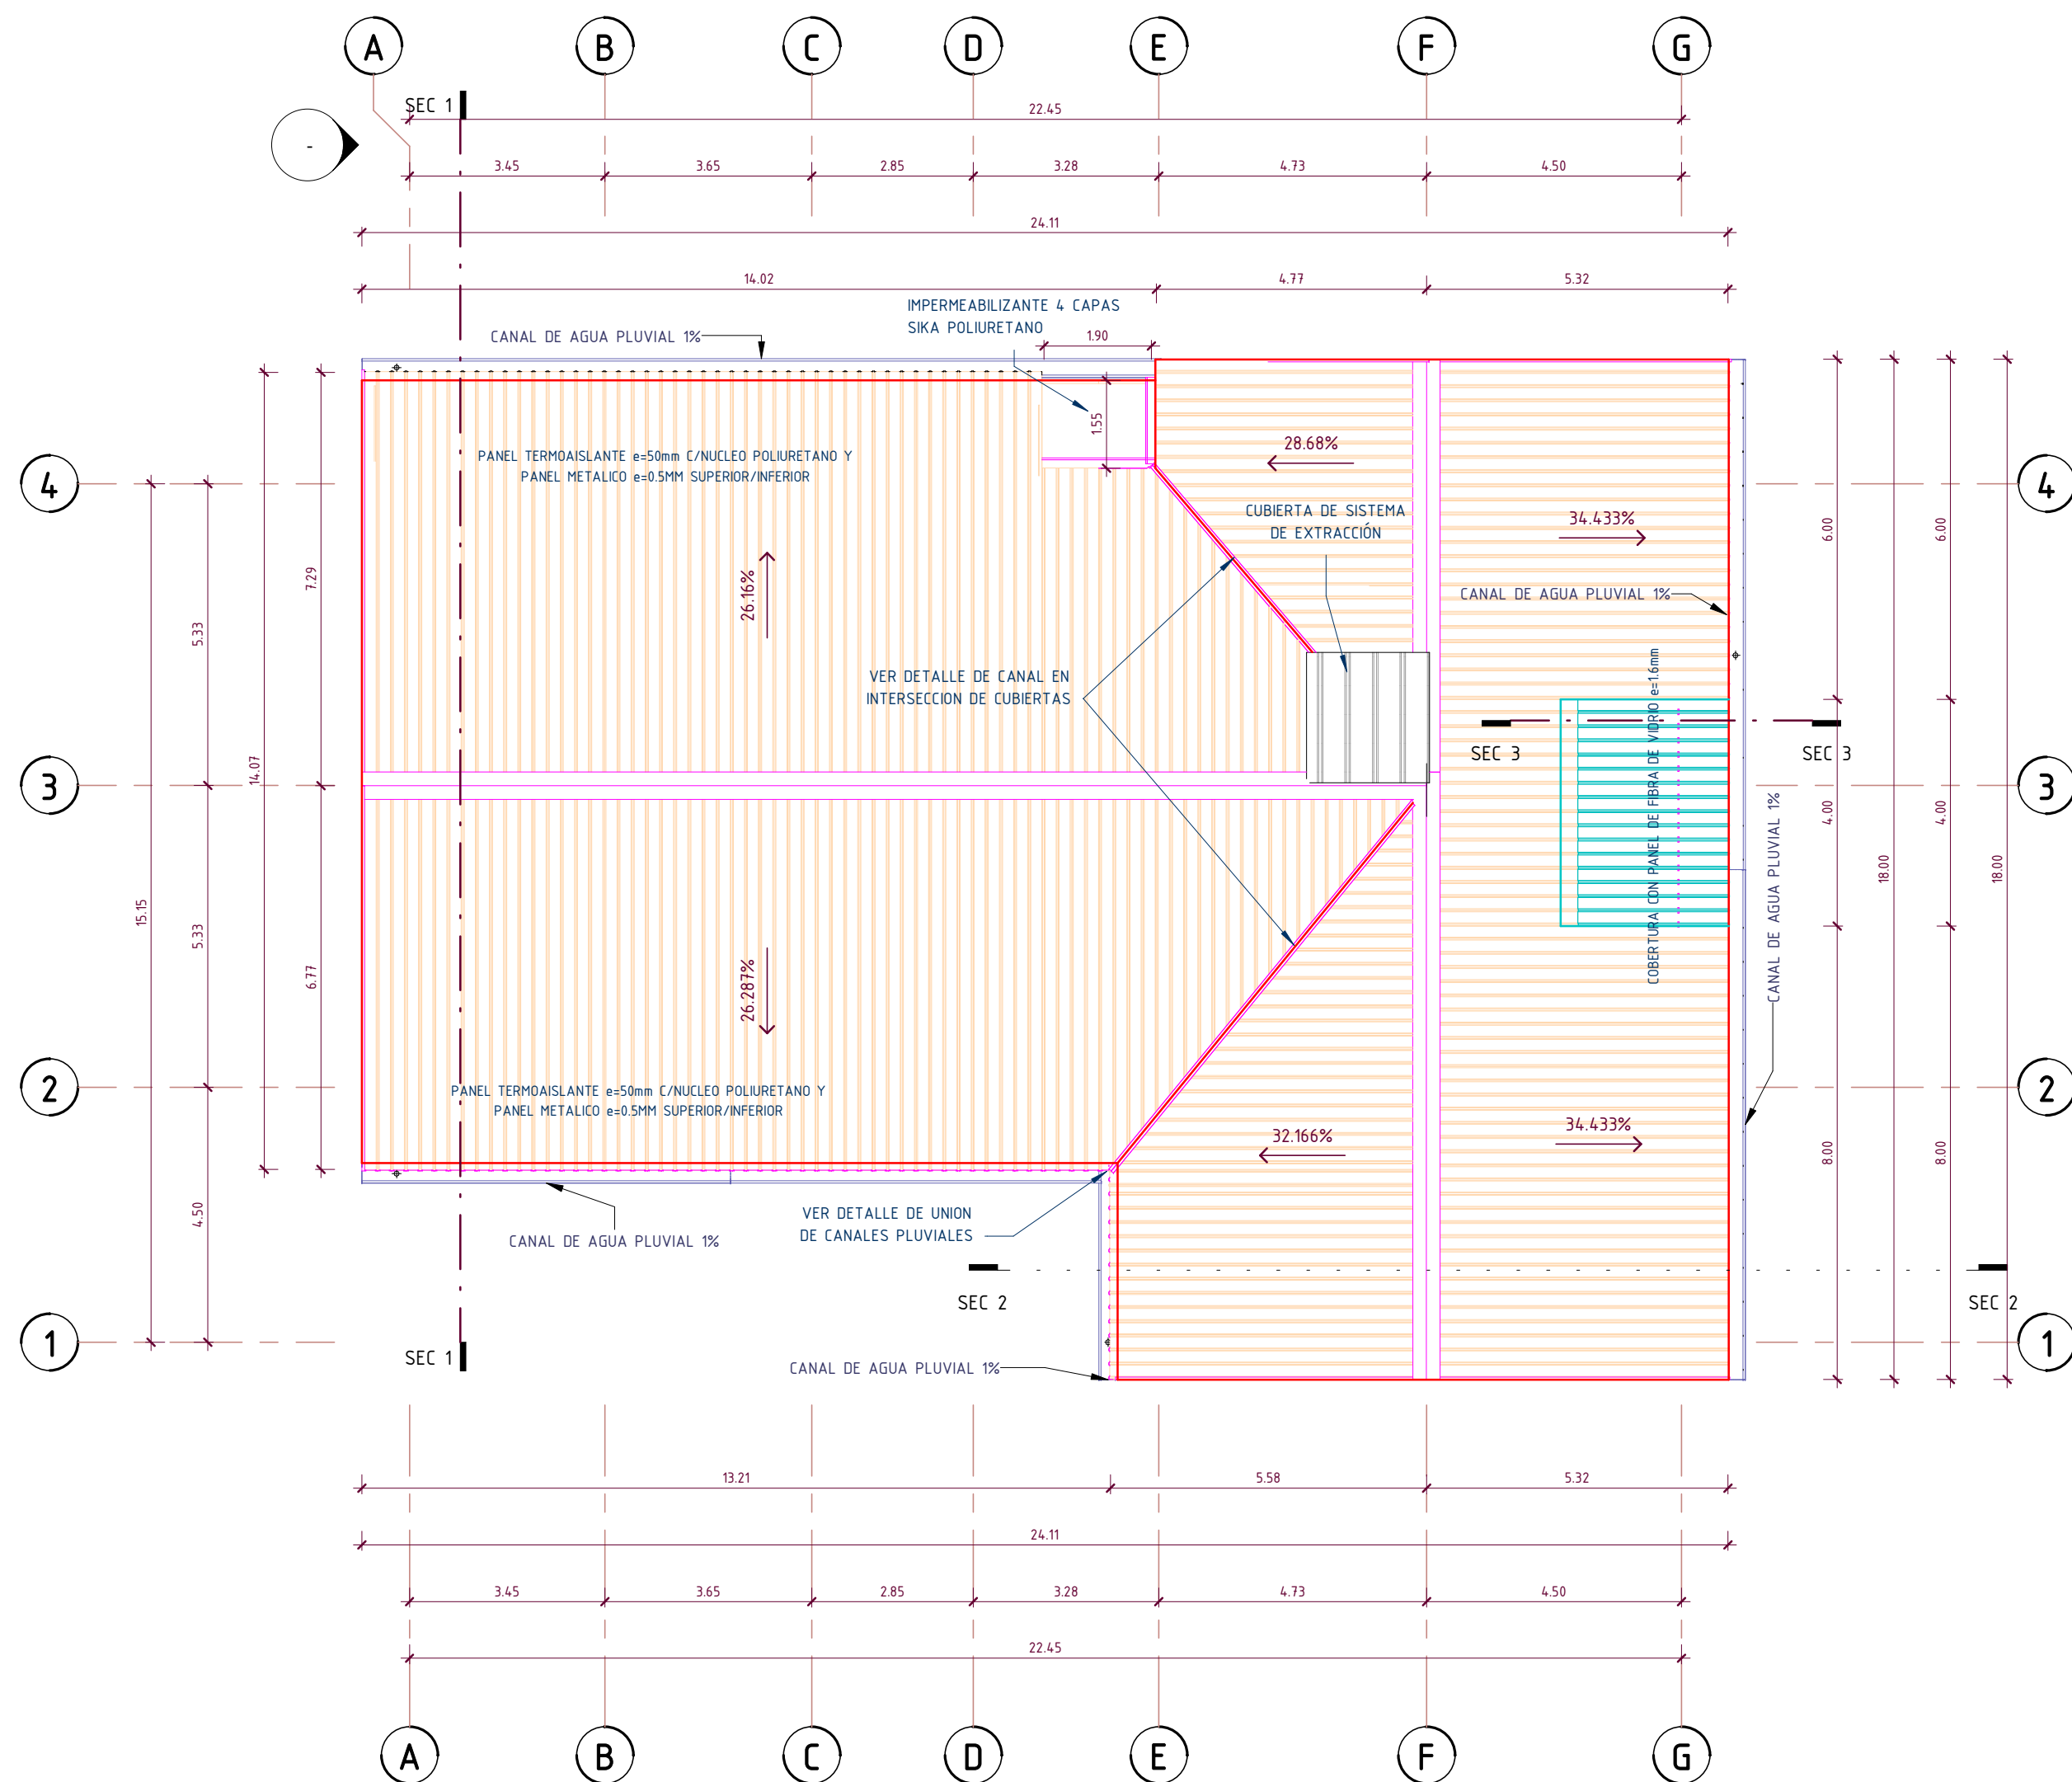 A B C D E F G
SEC 1
22.45
-
3.45 3.65 2.85 3.28 4.73 4.50
24.11
14.02 4.77 5.32
IMPERMEABILIZANTE 4 CAPAS
SIKA POLIURETANO
CANAL DE AGUA PLUVIAL 1%
1.90
1.55
PANEL TERMOAISLANTE e=50mm C/NUCLEO POLIURETANO Y
PANEL METALICO e=0.5MM SUPERIOR/INFERIOR
28.68%
4 4
CUBIERTA DE SISTEMA
DE EXTRACCIÓN
34.433%
6.00 6.00
7.29
26.16%
CANAL DE AGUA PLUVIAL 1%
5.33
VER DETALLE DE CANAL EN
INTERSECCION DE CUBIERTAS
COBERTURA CON PANEL DE FIBRA DE VIDRIO e=1.6mm
SEC 3 SEC 3
14.07
3 3
4.00 4.00
CANAL DE AGUA PLUVIAL 1%
18.00 18.00
15.15
5.33
6.77
26.287%
2 2
PANEL TERMOAISLANTE e=50mm C/NUCLEO POLIURETANO Y
PANEL METALICO e=0.5MM SUPERIOR/INFERIOR
32.166%
34.433%
8.00 8.00
4.50
VER DETALLE DE UNION
DE CANALES PLUVIALES
CANAL DE AGUA PLUVIAL 1%
SEC 2 SEC 2
1 1
SEC 1
CANAL DE AGUA PLUVIAL 1%
13.21 5.58 5.32
24.11
3.45 3.65 2.85 3.28 4.73 4.50
22.45
A B C D E F G